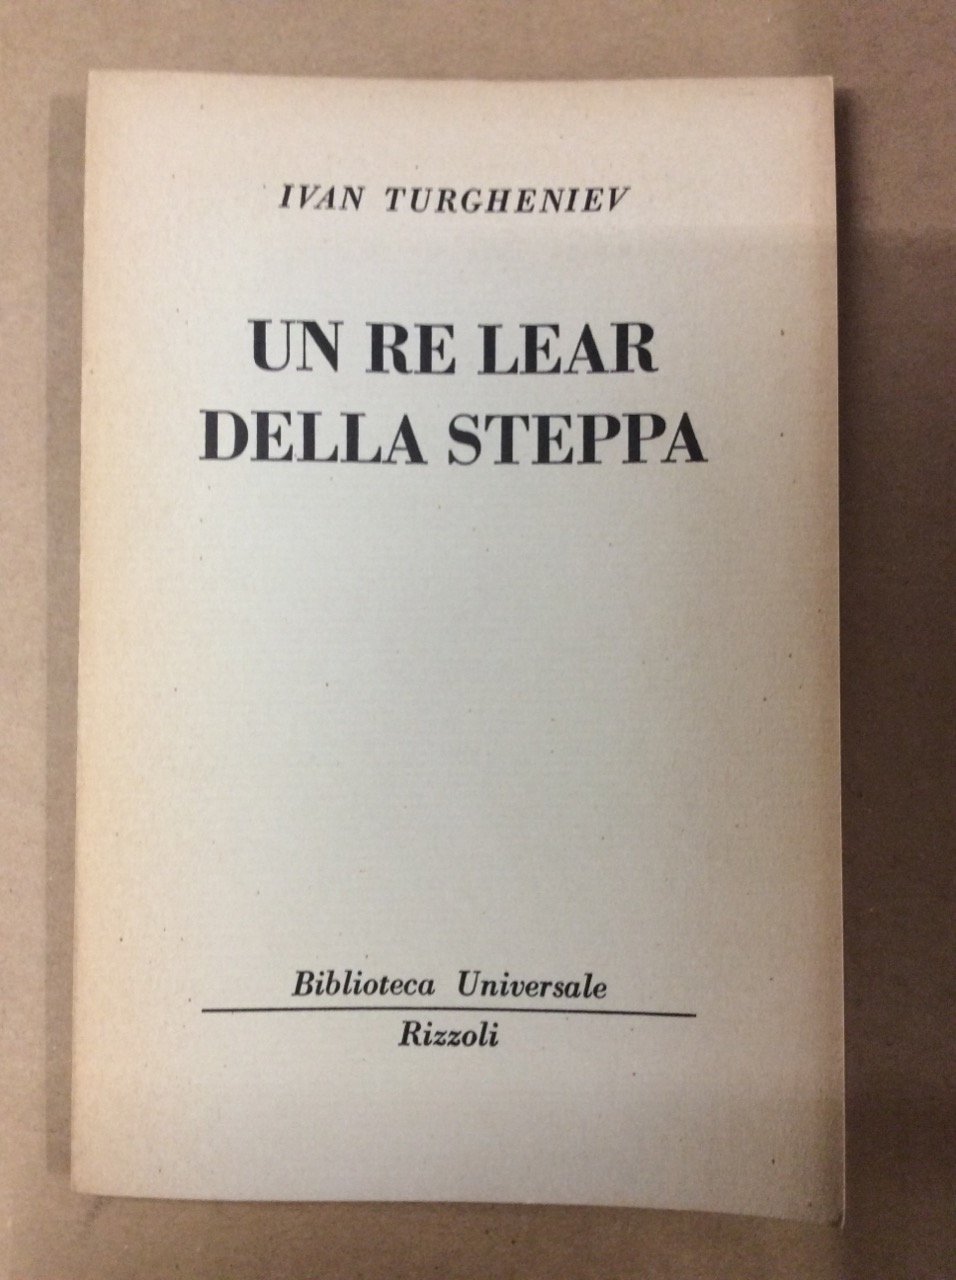 IVAN TURGHENIEV
UN RE LEAR
DELLA STEPPA
Biblioteca Universale
Rizzoli